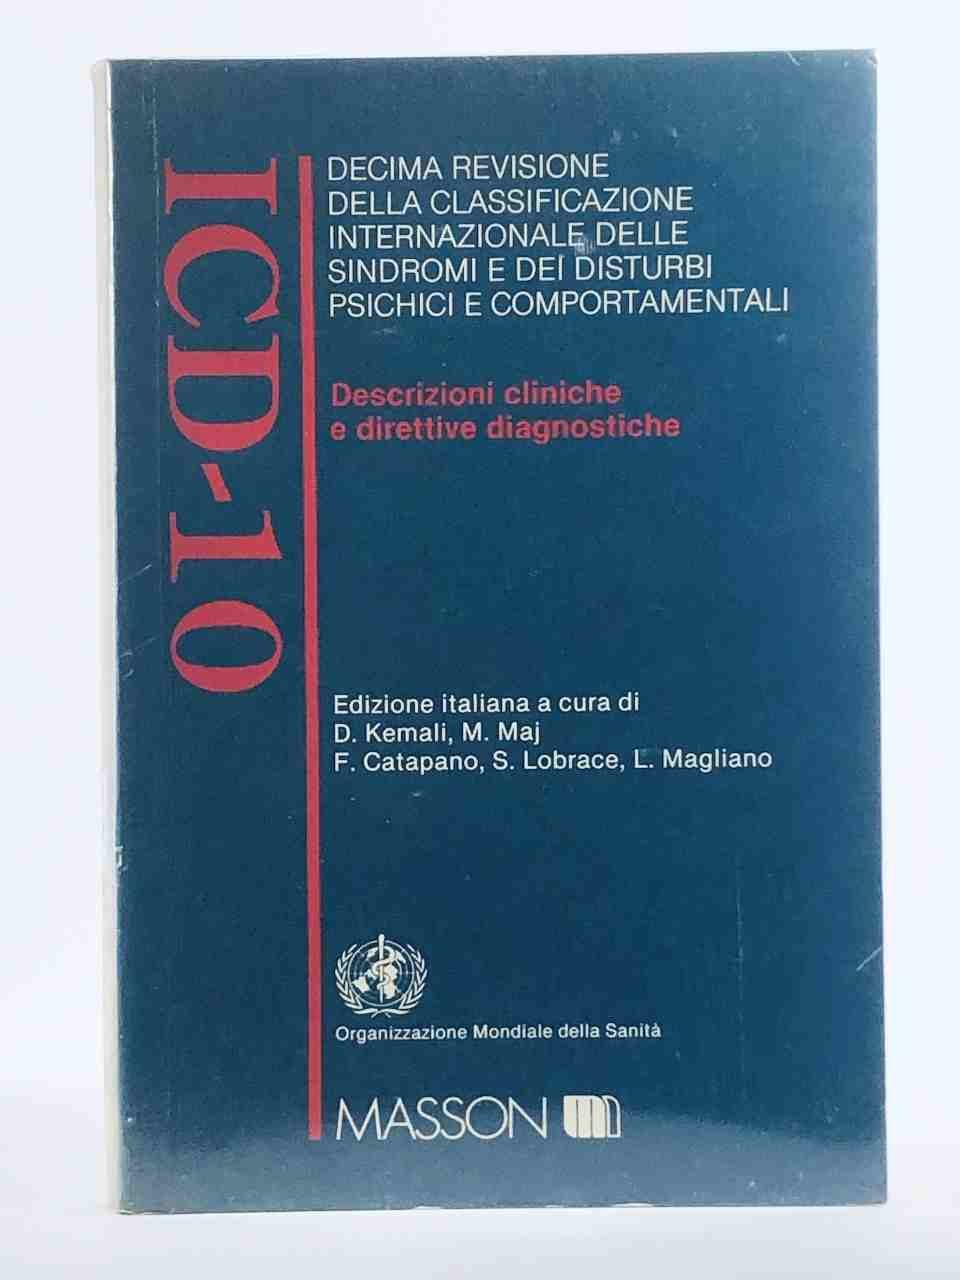 ICD-10
DECIMA REVISIONE
DELLA CLASSIFICAZIONE
INTERNAZIONALE DELLE
SINDROMI E DEI DISTURBI
PSICHICI E COMPORTAMENTALI
Descrizioni cliniche
e direttive diagnostiche
Edizione italiana a cura di
D. Kemali, M. Maj
F. Catapano, S. Lobrace, L. Magliano
Organizzazione Mondiale della Sanità
MASSON